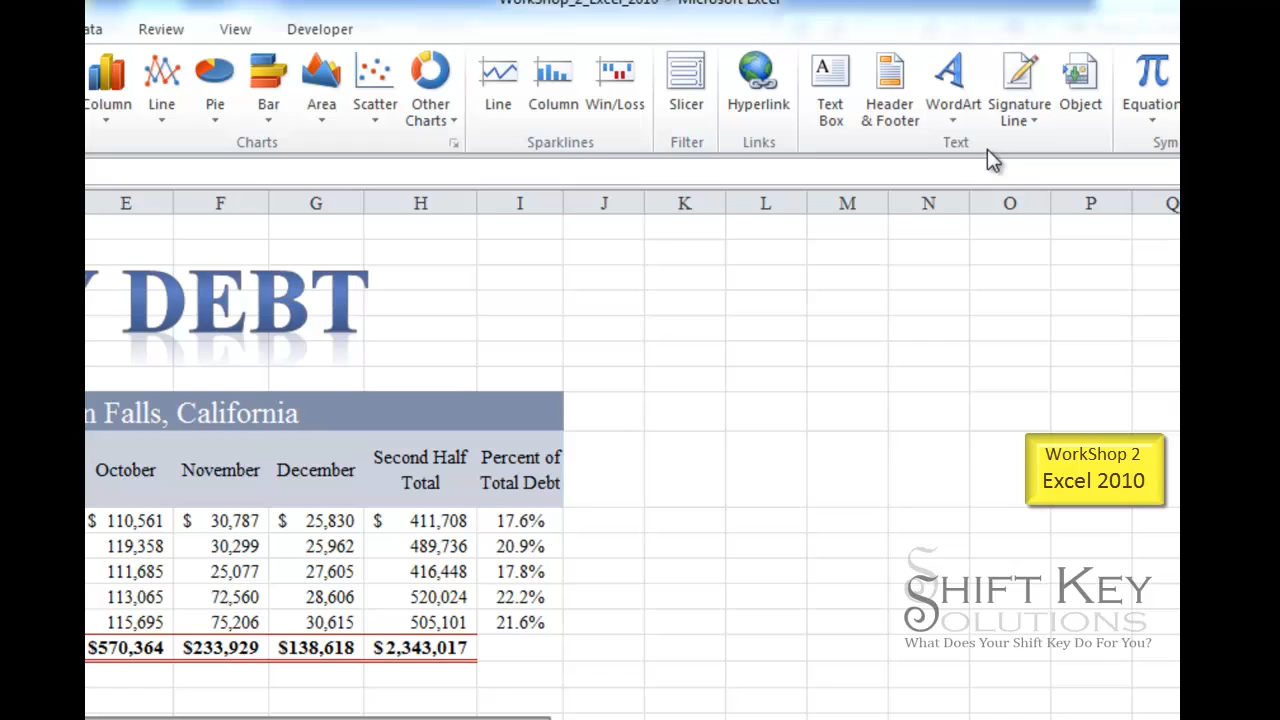 WorkShop_2_Excel_2010 - Microsoft Excel
ata Review View Developer
Column Line Pie Bar Area Scatter Other Charts
Line Column Win/Loss
Slicer
Hyperlink
Text Box
Header & Footer
WordArt
Signature Line
Object
Equation
Charts Sparklines Filter Links Text Sym
E F G H I J K L M N O P Q
Y DEBT
n Falls, California
October November December Second Half Total Percent of Total Debt
$ 110,561 $ 30,787 $ 25,830 $ 411,708 17.6%
119,358 30,299 25,962 489,736 20.9%
111,685 25,077 27,605 416,448 17.8%
113,065 72,560 28,606 520,024 22.2%
115,695 75,206 30,615 505,101 21.6%
$570,364 $233,929 $138,618 $2,343,017
WorkShop 2
Excel 2010
Shift Key
Solutions
What Does Your Shift Key Do For You?